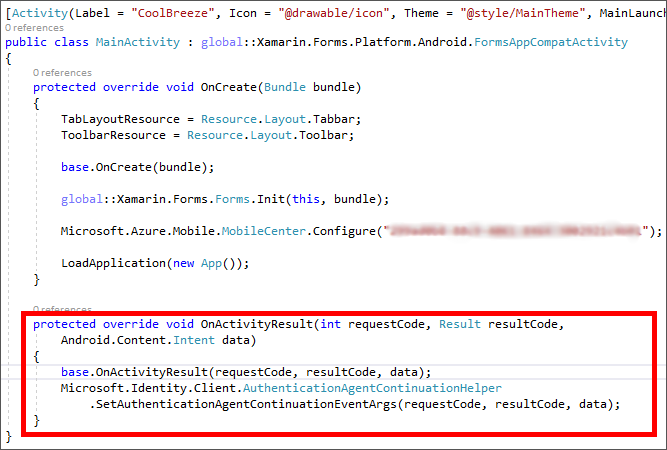 [Activity(Label = "CoolBreeze", Icon = "@drawable/icon", Theme = "@style/MainTheme", MainLaunch
0 references
public class MainActivity : global::Xamarin.Forms.Platform.Android.FormsAppCompatActivity
{
0 references
protected override void OnCreate(Bundle bundle)
{
TabLayoutResource = Resource.Layout.Tabbar;
ToolbarResource = Resource.Layout.Toolbar;
base.OnCreate(bundle);
global::Xamarin.Forms.Forms.Init(this, bundle);
Microsoft.Azure.Mobile.MobileCenter.Configure("");
LoadApplication(new App());
}
0 references
protected override void OnActivityResult(int requestCode, Result resultCode,
Android.Content.Intent data)
{
base.OnActivityResult(requestCode, resultCode, data);
Microsoft.Identity.Client.AuthenticationAgentContinuationHelper
.SetAuthenticationAgentContinuationEventArgs(requestCode, resultCode, data);
}
}